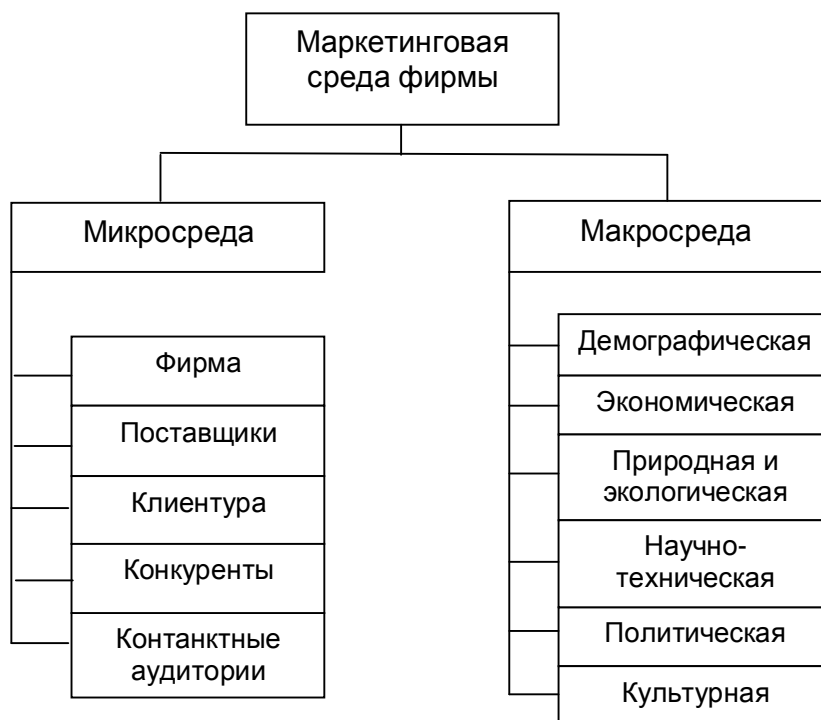 Маркетинговая
среда фирмы
Микросреда
Макросреда
Фирма
Поставщики
Клиентура
Конкуренты
Контанктные
аудитории
Демографическая
Экономическая
Природная и
экологическая
Научно-
техническая
Политическая
Культурная